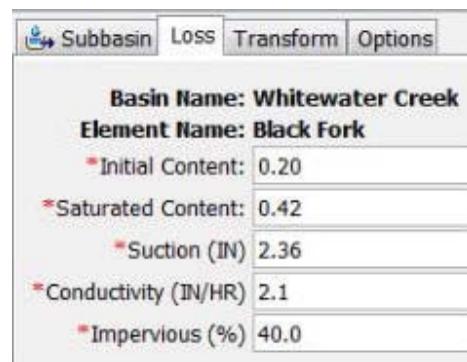 Subbasin Loss Transform Options
Basin Name: Whitewater Creek
Element Name: Black Fork
*Initial Content: 0.20
*Saturated Content: 0.42
*Suction (IN) 2.36
*Conductivity (IN/HR) 2.1
*Impervious (%) 40.0